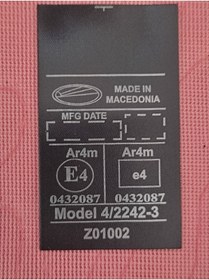 MADE IN
MACEDONIA
MFG DATE
Ar4m Ar4m
E4 e4
0432087 0432087
Model 4/2242-3
Z01002